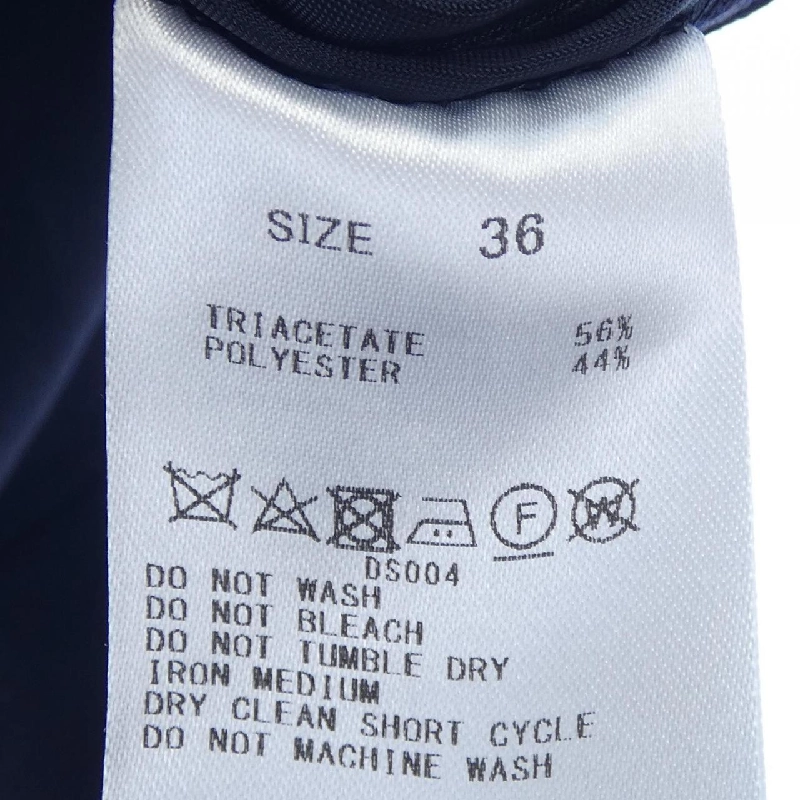 SIZE 36
TRIACETATE 56%
POLYESTER 44%
F W
DS004
DO NOT WASH
DO NOT BLEACH
DO NOT TUMBLE DRY
IRON MEDIUM
DRY CLEAN SHORT CYCLE
DO NOT MACHINE WASH